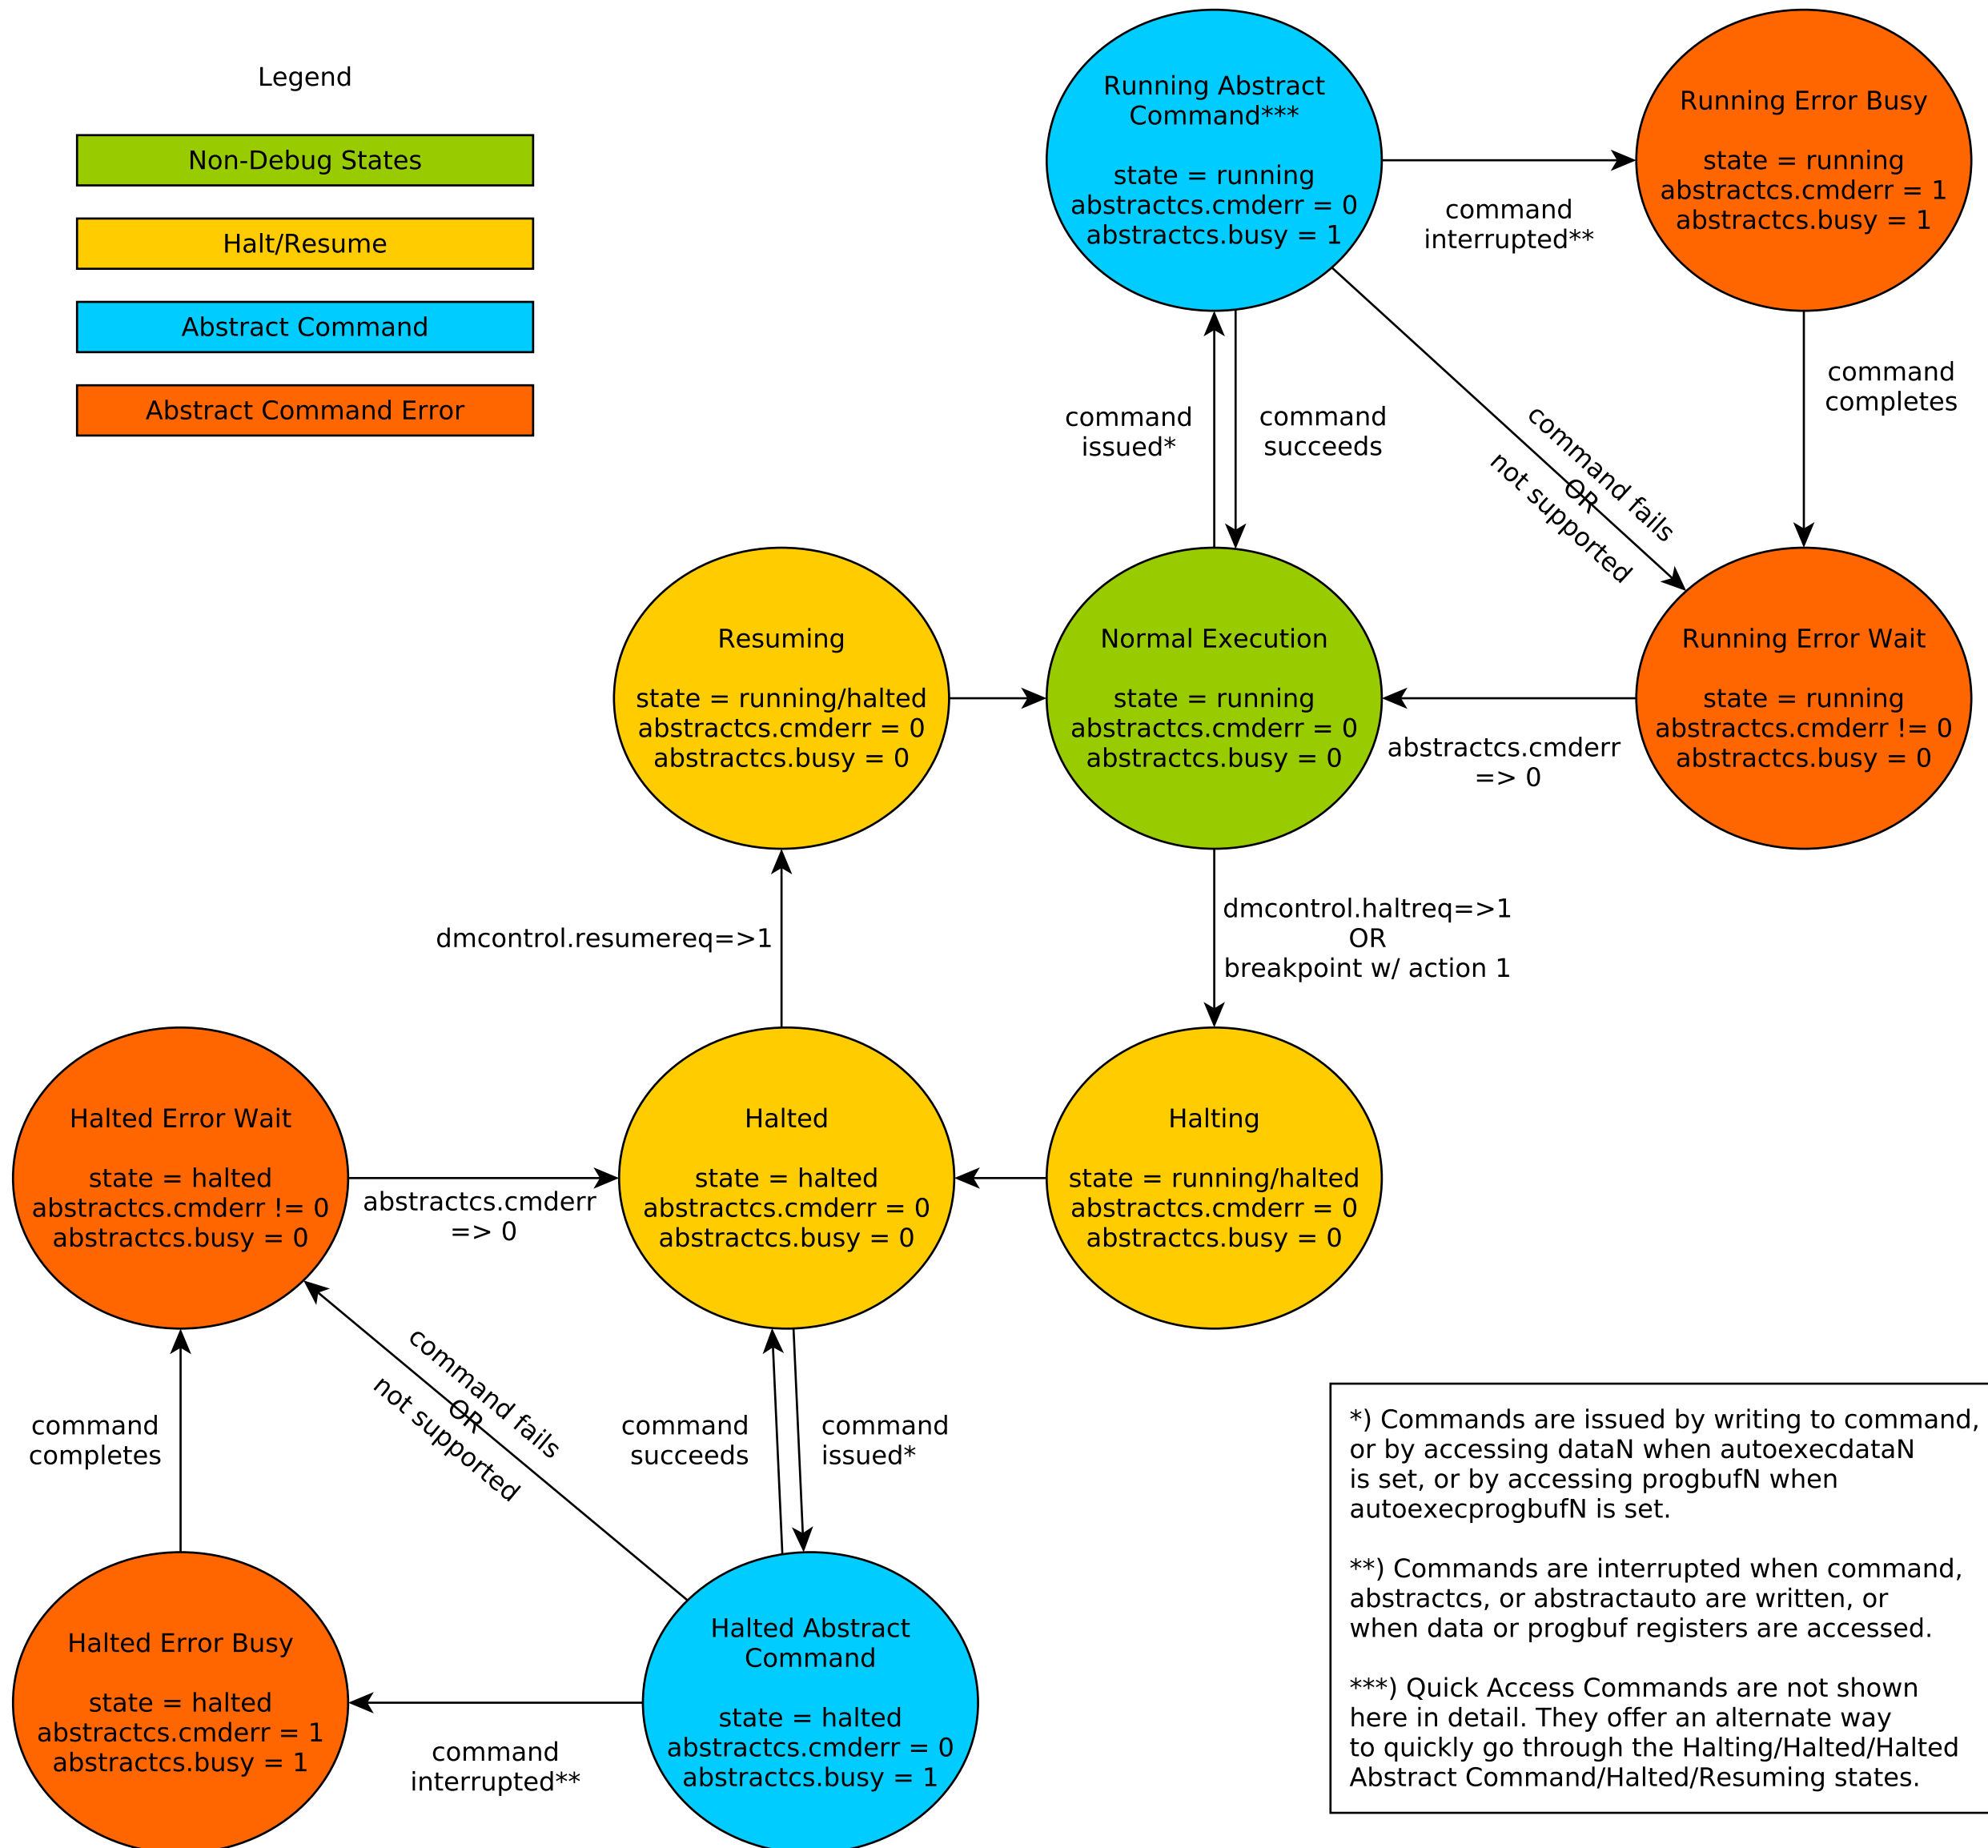 Legend
Non-Debug States
Halt/Resume
Abstract Command
Abstract Command Error
Running Abstract
Command***
state = running
abstractcs.cmderr = 0
abstractcs.busy = 1
command
interrupted**
Running Error Busy
state = running
abstractcs.cmderr = 1
abstractcs.busy = 1
command
issued*
command
succeeds
command fails
OR
not supported
command
completes
Resuming
state = running/halted
abstractcs.cmderr = 0
abstractcs.busy = 0
Normal Execution
state = running
abstractcs.cmderr = 0
abstractcs.busy = 0
abstractcs.cmderr
=> 0
Running Error Wait
state = running
abstractcs.cmderr != 0
abstractcs.busy = 0
dmcontrol.resumereq=>1
dmcontrol.haltreq=>1
OR
breakpoint w/ action 1
Halted Error Wait
state = halted
abstractcs.cmderr != 0
abstractcs.busy = 0
abstractcs.cmderr
=> 0
Halted
state = halted
abstractcs.cmderr = 0
abstractcs.busy = 0
Halting
state = running/halted
abstractcs.cmderr = 0
abstractcs.busy = 0
command
completes
command fails
OR
not supported
command
succeeds
command
issued*
Halted Error Busy
state = halted
abstractcs.cmderr = 1
abstractcs.busy = 1
command
interrupted**
Halted Abstract
Command
state = halted
abstractcs.cmderr = 0
abstractcs.busy = 1
*) Commands are issued by writing to command,
or by accessing dataN when autoexecdataN
is set, or by accessing progbufN when
autoexecprogbufN is set.
**) Commands are interrupted when command,
abstractcs, or abstractauto are written, or
when data or progbuf registers are accessed.
***) Quick Access Commands are not shown
here in detail. They offer an alternate way
to quickly go through the Halting/Halted/Halted
Abstract Command/Halted/Resuming states.